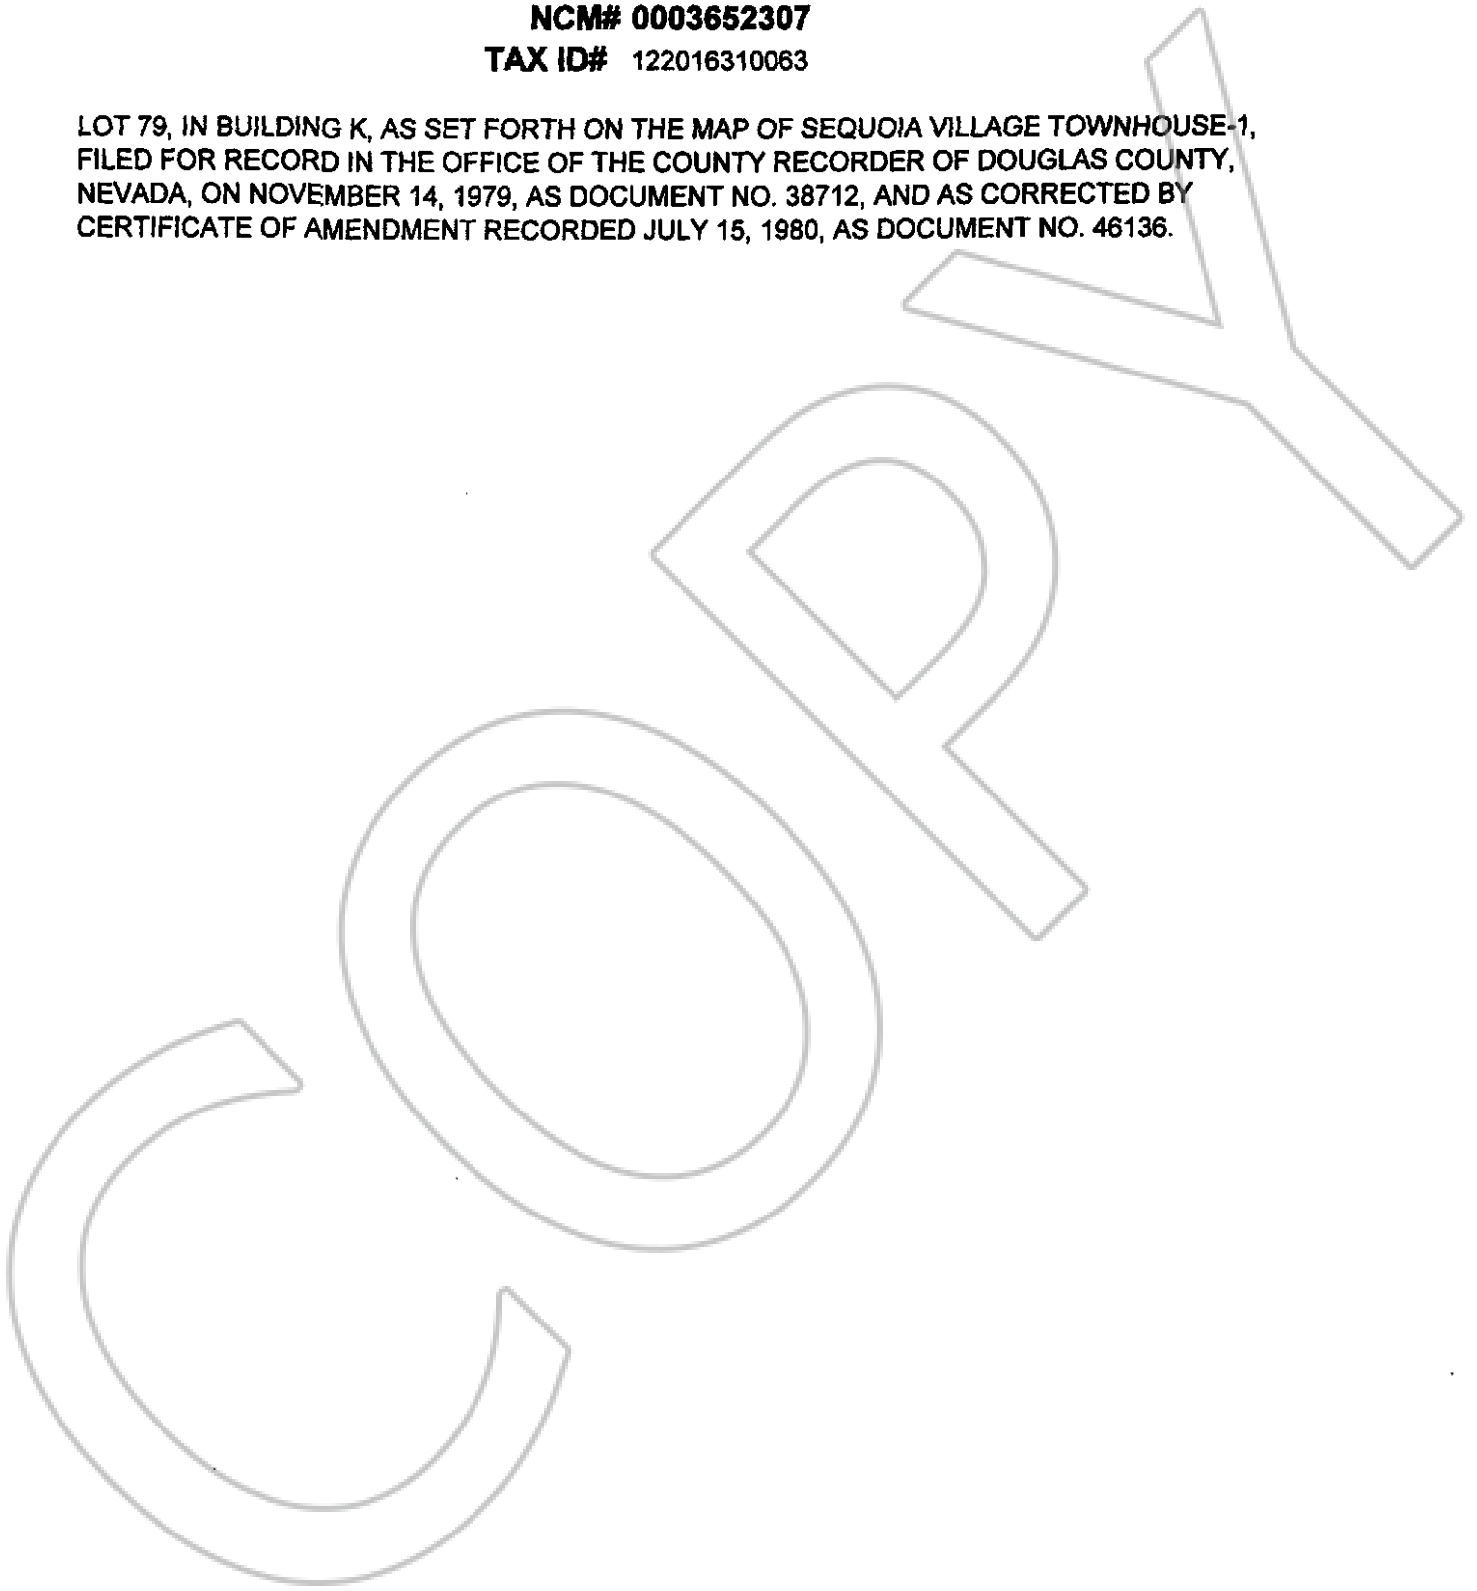 NCM# 0003652307
TAX ID# 122016310063
LOT 79, IN BUILDING K, AS SET FORTH ON THE MAP OF SEQUOIA VILLAGE TOWNHOUSE-1,
FILED FOR RECORD IN THE OFFICE OF THE COUNTY RECORDER OF DOUGLAS COUNTY,
NEVADA, ON NOVEMBER 14, 1979, AS DOCUMENT NO. 38712, AND AS CORRECTED BY
CERTIFICATE OF AMENDMENT RECORDED JULY 15, 1980, AS DOCUMENT NO. 46136.
COPY